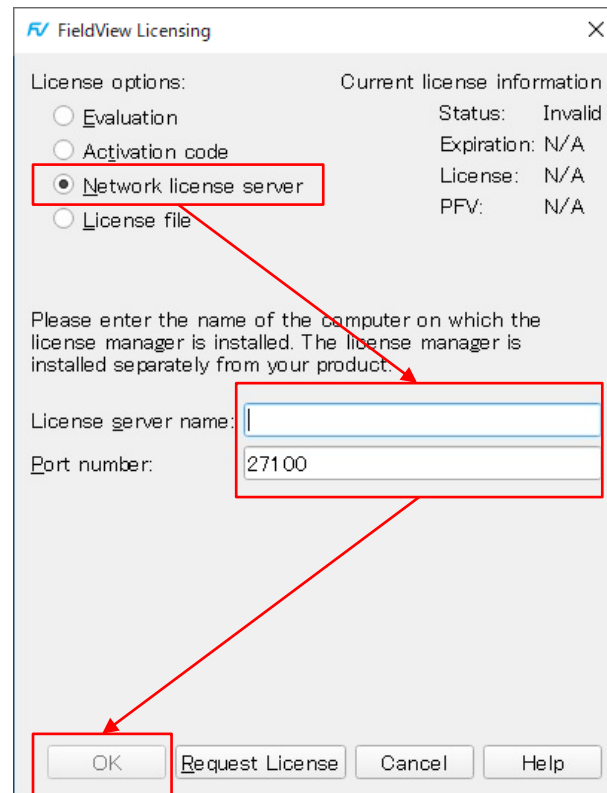 FV FieldView Licensing
License options:
Evaluation
Activation code
Network license server
License file
Current license information
Status: Invalid
Expiration: N/A
License: N/A
PFV: N/A
Please enter the name of the computer on which the
license manager is installed. The license manager is
installed separately from your product.
License server name:
Port number: 27100
OK Request License Cancel Help